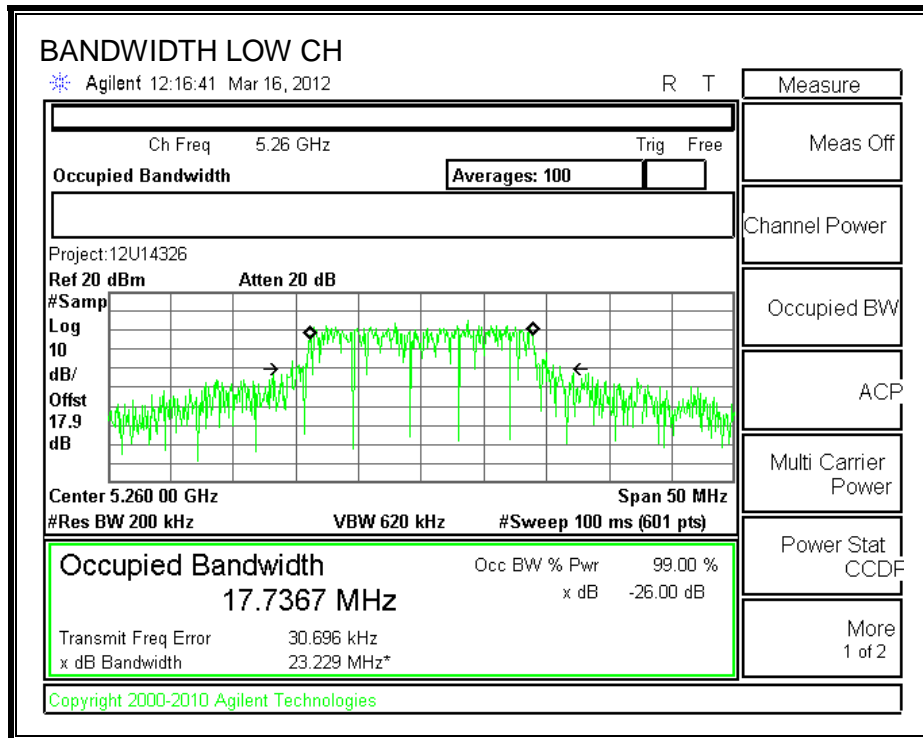 BANDWIDTH LOW CH
Agilent 12:16:41 Mar 16, 2012 R T
Measure
Ch Freq 5.26 GHz Trig Free
Meas Off
Occupied Bandwidth Averages: 100
Channel Power
Project:12U14326
Ref 20 dBm Atten 20 dB
#Samp
Log
10
dB/
Offst
17.9
dB
Occupied BW
ACP
Multi Carrier
Power
Center 5.260 00 GHz Span 50 MHz
#Res BW 200 kHz VBW 620 kHz #Sweep 100 ms (601 pts)
Power Stat
CCDF
Occupied Bandwidth Occ BW % Pwr 99.00 %
17.7367 MHz x dB -26.00 dB
Transmit Freq Error 30.696 kHz
x dB Bandwidth 23.229 MHz*
More
1 of 2
Copyright 2000-2010 Agilent Technologies